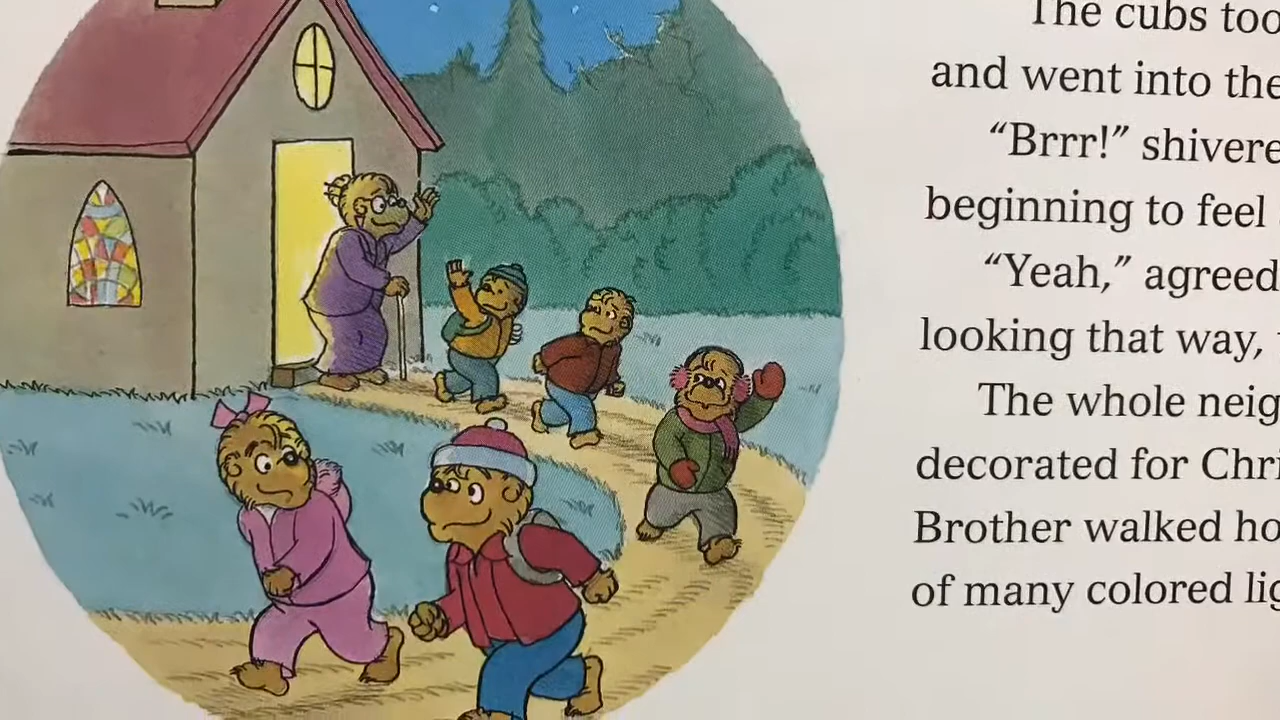 The cubs too
and went into the
“Brrr!” shivere
beginning to feel
“Yeah,” agreed
looking that way,
The whole neig
decorated for Chri
Brother walked ho
of many colored lig